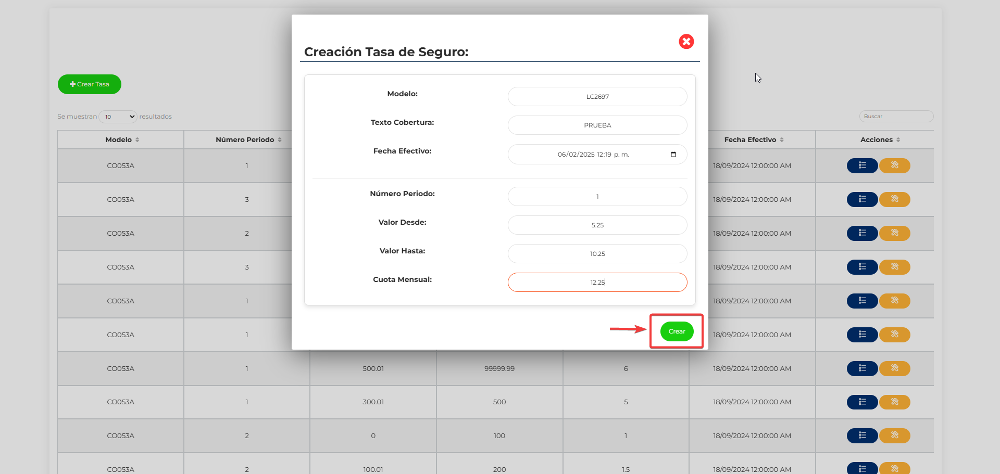 Creación Tasa de Seguro:
Crear Tasa
Se muestran 10 resultados
Buscar
Modelo: LC2697
Texto Cobertura: PRUEBA
Fecha Efectivo: 06/02/2025 12:19 p. m.
Número Periodo: 1
Valor Desde: 5.25
Valor Hasta: 10.25
Cuota Mensual: 12.25
Crear
Modelo Número Periodo Fecha Efectivo Acciones
CO053A 1 18/09/2024 12:00:00 AM
CO053A 3 18/09/2024 12:00:00 AM
CO053A 2 18/09/2024 12:00:00 AM
CO053A 3 18/09/2024 12:00:00 AM
CO053A 1 18/09/2024 12:00:00 AM
CO053A 1 18/09/2024 12:00:00 AM
CO053A 1 500.01 99999.99 6 18/09/2024 12:00:00 AM
CO053A 1 300.01 500 5 18/09/2024 12:00:00 AM
CO053A 2 0 100 1 18/09/2024 12:00:00 AM
CO053A 2 100.01 200 1.5 18/09/2024 12:00:00 AM